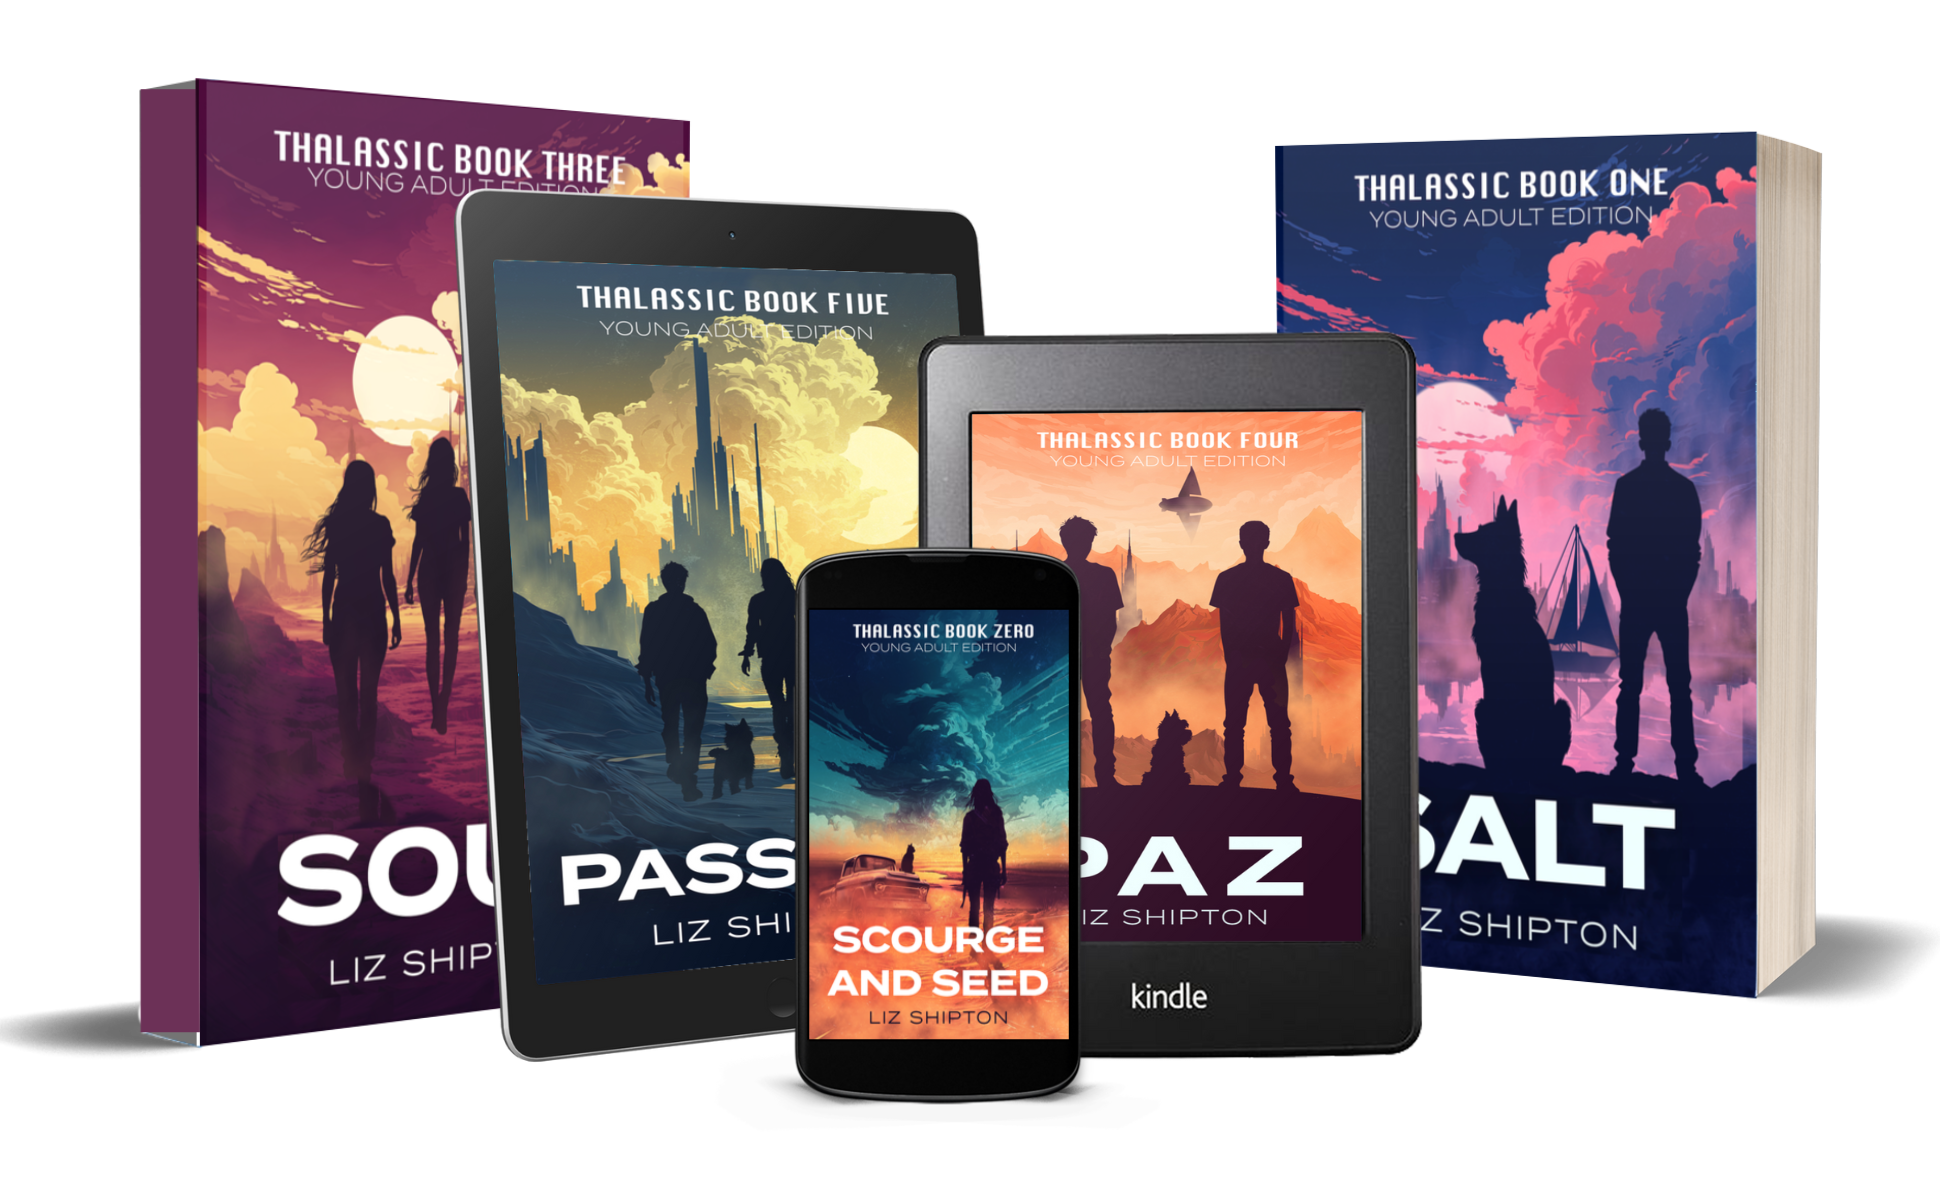 THALASSIC BOOK THREE
YOUNG ADULT EDITION
SOU
LIZ SHIP
THALASSIC BOOK FIVE
YOUNG ADULT EDITION
PASS
LIZ SHI
THALASSIC BOOK ZERO
YOUNG ADULT EDITION
SCOURGE
AND SEED
LIZ SHIPTON
THALASSIC BOOK FOUR
YOUNG ADULT EDITION
PAZ
IZ SHIPTON
kindle
THALASSIC BOOK ONE
YOUNG ADULT EDITION
SALT
Z SHIPTON